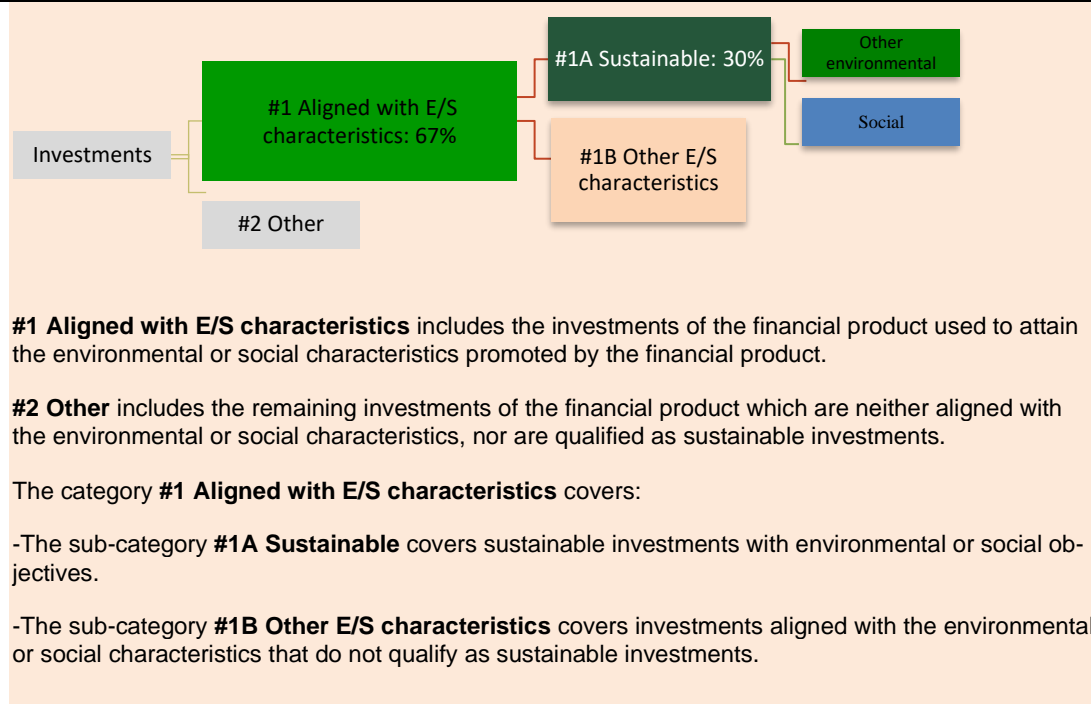 Investments
#1 Aligned with E/S
characteristics: 67%
#2 Other
#1A Sustainable: 30%
#1B Other E/S
characteristics
Other
environmental
Social
#1 Aligned with E/S characteristics includes the investments of the financial product used to attain
the environmental or social characteristics promoted by the financial product.
#2 Other includes the remaining investments of the financial product which are neither aligned with
the environmental or social characteristics, nor are qualified as sustainable investments.
The category #1 Aligned with E/S characteristics covers:
-The sub-category #1A Sustainable covers sustainable investments with environmental or social ob-
jectives.
-The sub-category #1B Other E/S characteristics covers investments aligned with the environmental
or social characteristics that do not qualify as sustainable investments.